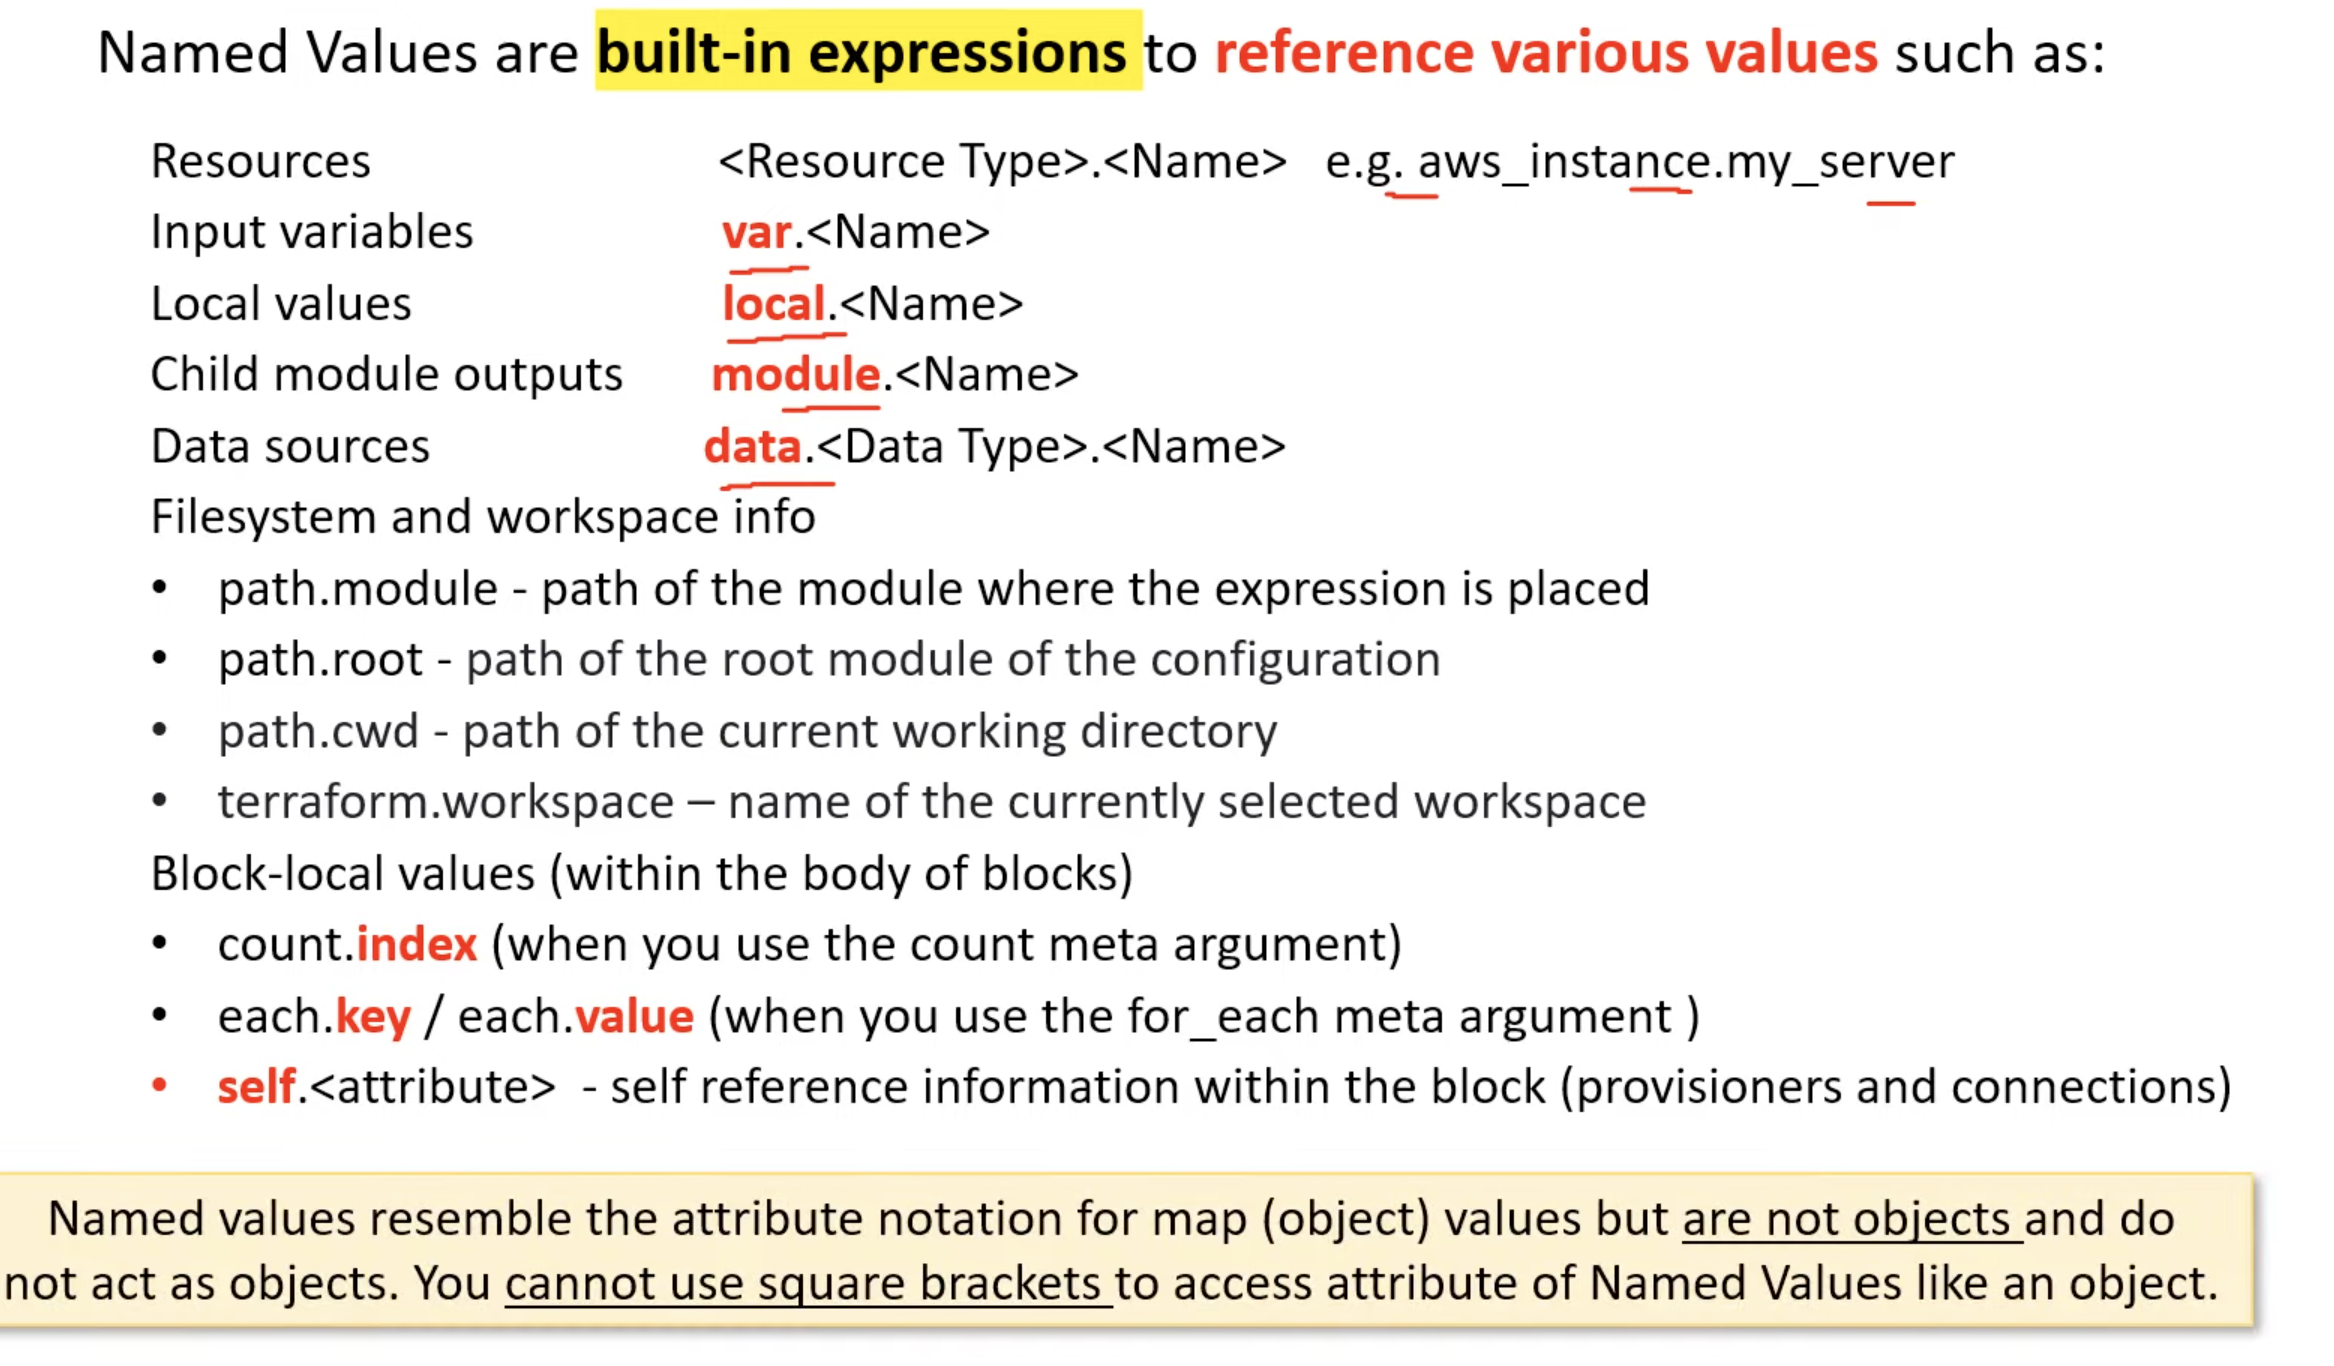 Named Values are built-in expressions to reference various values such as:
Resources <Resource Type>.<Name> e.g. aws_instance.my_server
Input variables var.<Name>
Local values local.<Name>
Child module outputs module.<Name>
Data sources data.<Data Type>.<Name>
Filesystem and workspace info
• path.module - path of the module where the expression is placed
• path.root - path of the root module of the configuration
• path.cwd - path of the current working directory
• terraform.workspace – name of the currently selected workspace
Block-local values (within the body of blocks)
• count.index (when you use the count meta argument)
• each.key / each.value (when you use the for_each meta argument )
• self.<attribute> - self reference information within the block (provisioners and connections)
Named values resemble the attribute notation for map (object) values but are not objects and do
not act as objects. You cannot use square brackets to access attribute of Named Values like an object.